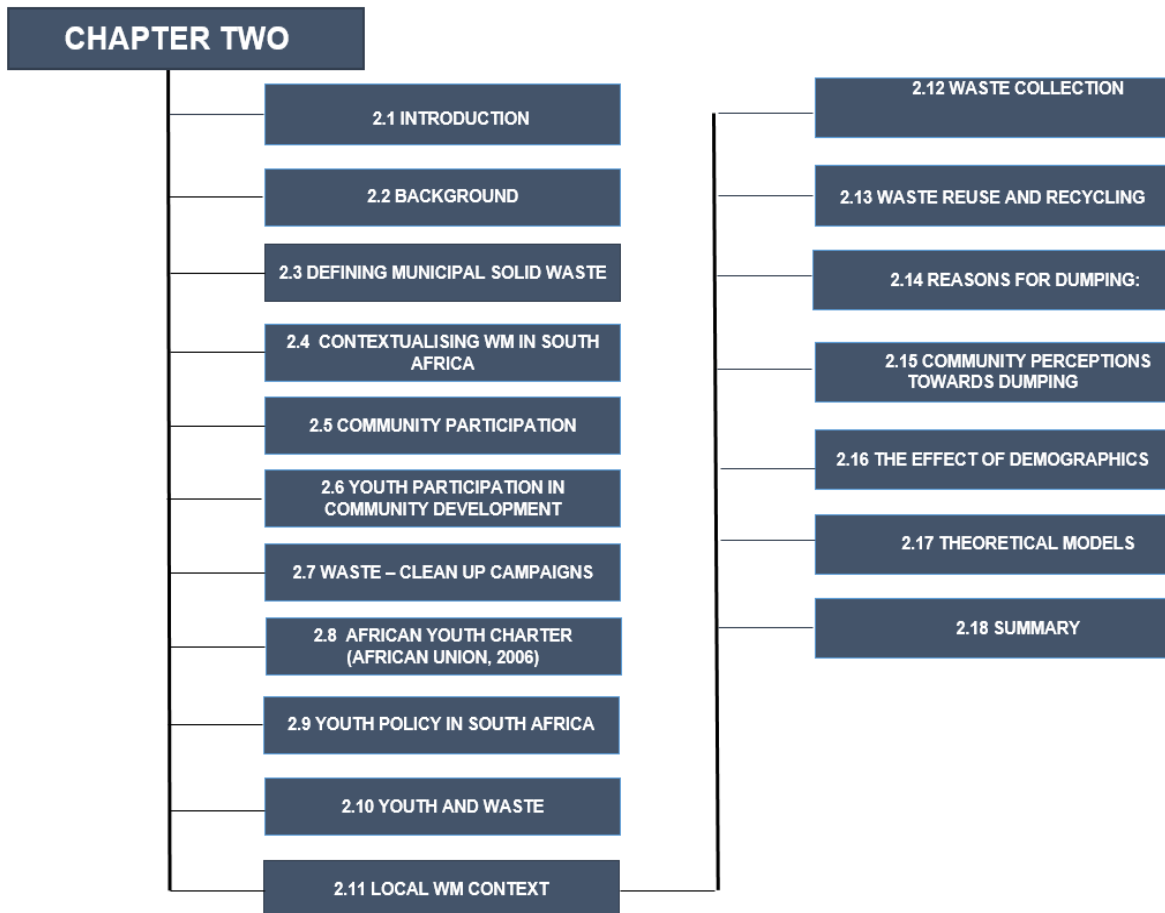 CHAPTER TWO
2.1 INTRODUCTION
2.2 BACKGROUND
2.3 DEFINING MUNICIPAL SOLID WASTE
2.4 CONTEXTUALISING WM IN SOUTH
AFRICA
2.5 COMMUNITY PARTICIPATION
2.6 YOUTH PARTICIPATION IN
COMMUNITY DEVELOPMENT
2.7 WASTE – CLEAN UP CAMPAIGNS
2.8 AFRICAN YOUTH CHARTER
(AFRICAN UNION, 2006)
2.9 YOUTH POLICY IN SOUTH AFRICA
2.10 YOUTH AND WASTE
2.11 LOCAL WM CONTEXT
2.12 WASTE COLLECTION
2.13 WASTE REUSE AND RECYCLING
2.14 REASONS FOR DUMPING:
2.15 COMMUNITY PERCEPTIONS
TOWARDS DUMPING
2.16 THE EFFECT OF DEMOGRAPHICS
2.17 THEORETICAL MODELS
2.18 SUMMARY